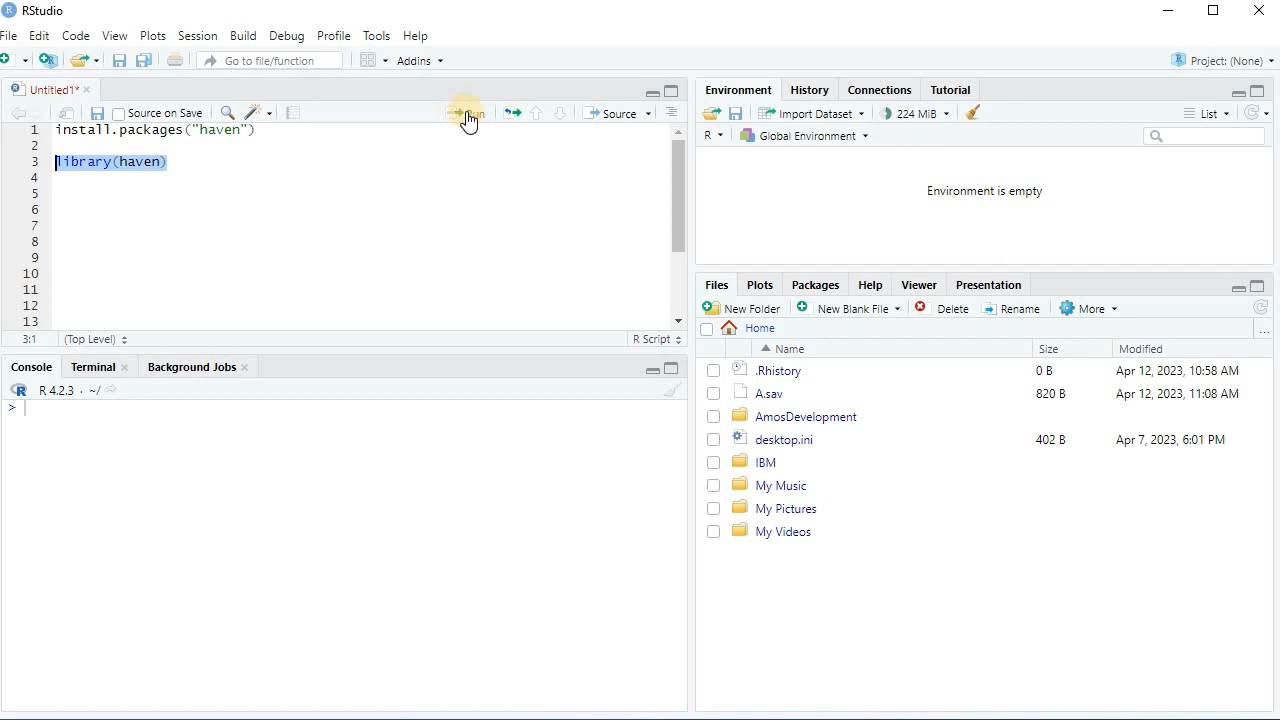 RStudio
File Edit Code View Plots Session Build Debug Profile Tools Help
Go to file/function Addins Project: (None)
Untitled1*
Source on Save Source
1 install.packages("haven")
2
3 library(haven)
4
5
6
7
8
9
10
11
12
13
3:1 (Top Level) R Script
Console Terminal Background Jobs
R 4.2.3 · ~/
>
Environment History Connections Tutorial
Import Dataset 224 MiB List
R Global Environment
Environment is empty
Files Plots Packages Help Viewer Presentation
New Folder New Blank File Delete Rename More
Home ...
Name Size Modified
.Rhistory 0 B Apr 12, 2023, 10:58 AM
A.sav 820 B Apr 12, 2023, 11:08 AM
AmosDevelopment
desktop.ini 402 B Apr 7, 2023, 6:01 PM
IBM
My Music
My Pictures
My Videos